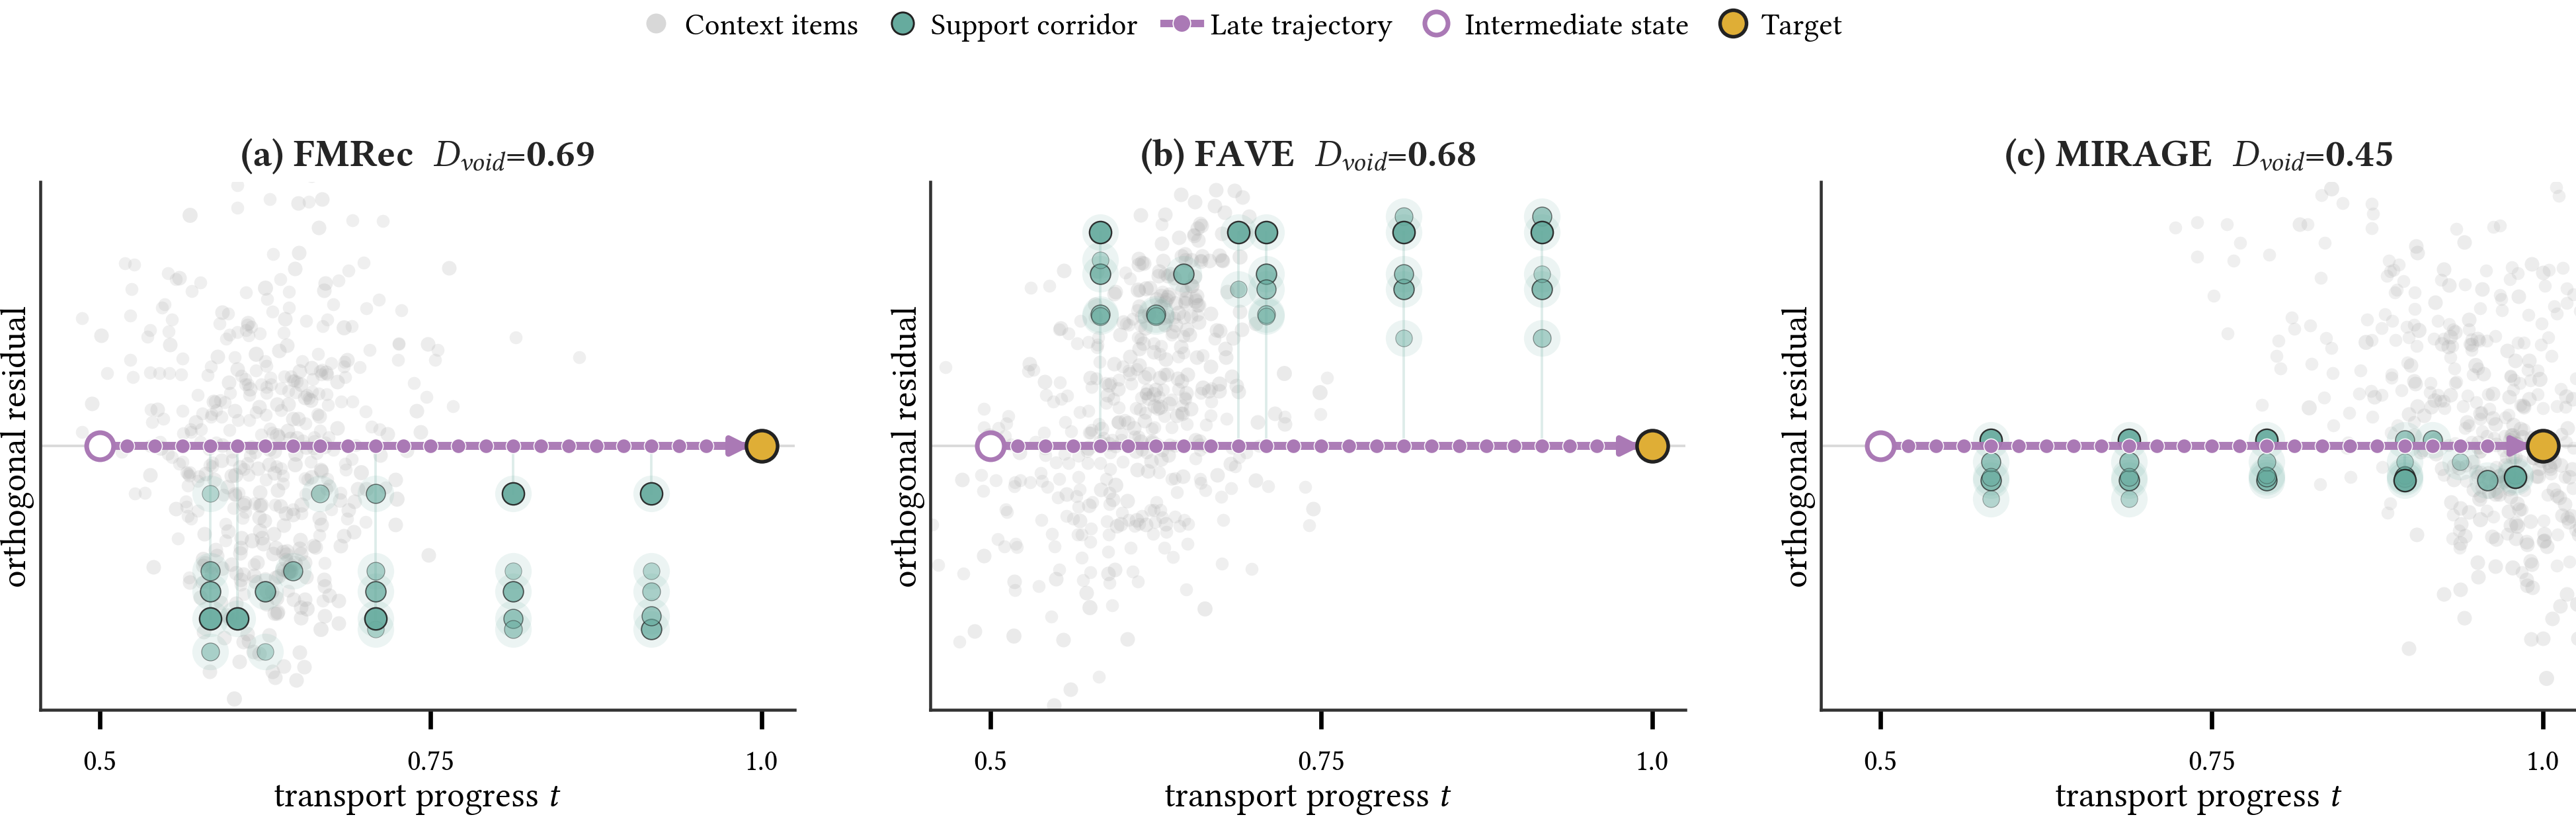 Context items Support corridor Late trajectory Intermediate state Target
(a) FMRec D_void=0.69
orthogonal residual
0.5 0.75 1.0
transport progress t
(b) FAVE D_void=0.68
orthogonal residual
0.5 0.75 1.0
transport progress t
(c) MIRAGE D_void=0.45
orthogonal residual
0.5 0.75 1.0
transport progress t